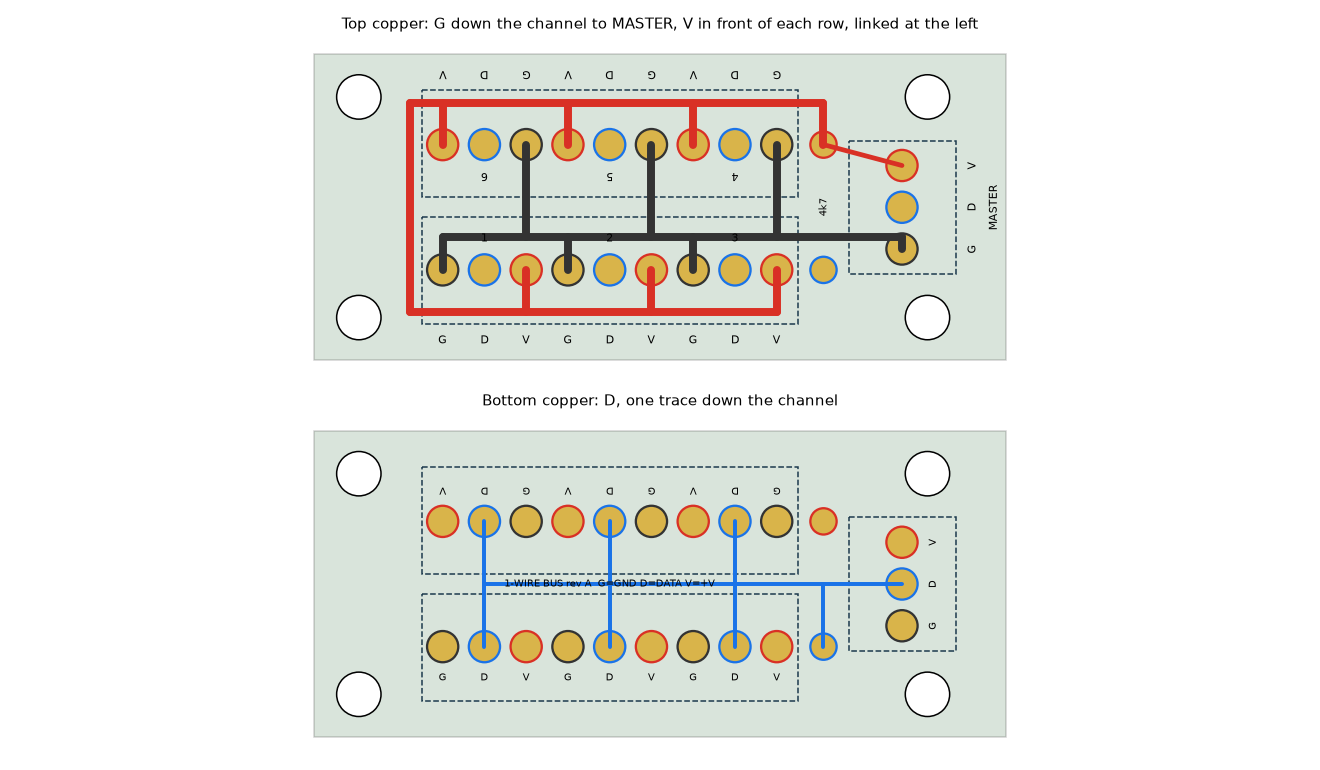 Top copper: G down the channel to MASTER, V in front of each row, linked at the left
V D G V D G V D G
6 5 4
4k7
V
D
G
MASTER
1 2 3
G D V G D V G D V
Bottom copper: D, one trace down the channel
V D G V D G V D G
V
D
G
1-WIRE BUS rev A G=GND D=DATA V=+V
G D V G D V G D V